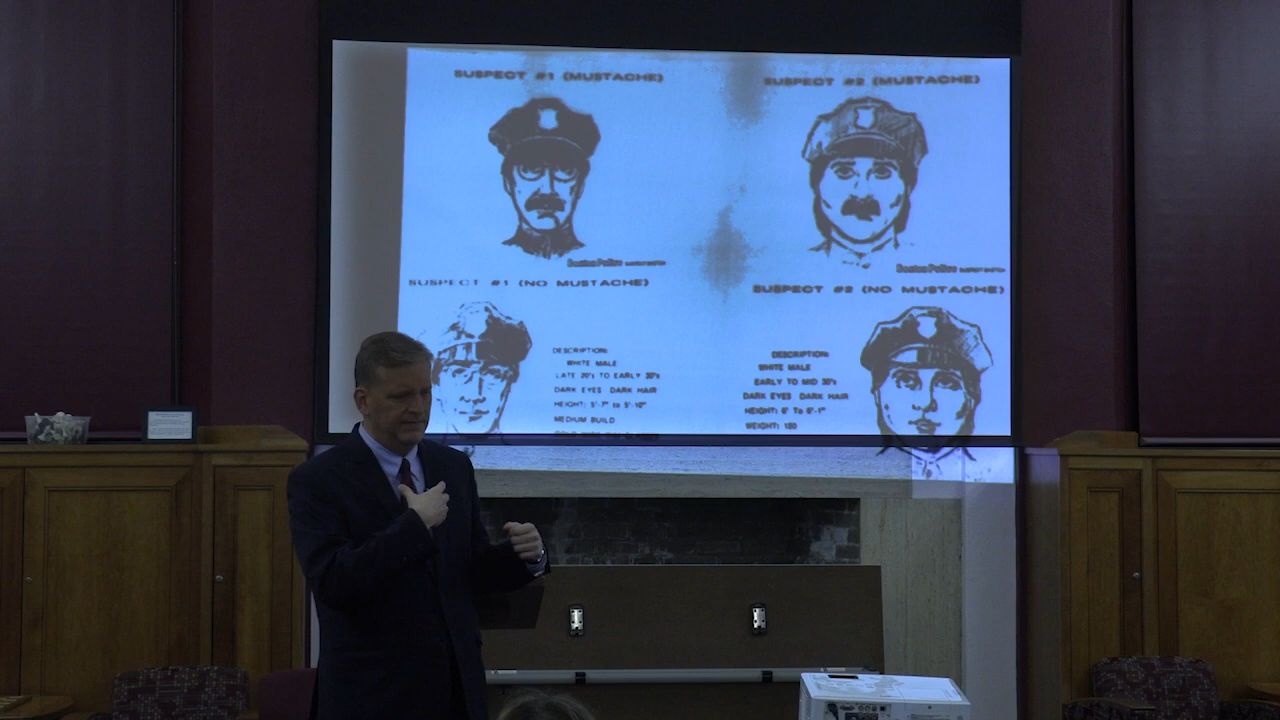 SUSPECT #1 (MUSTACHE)
SUSPECT #2 (MUSTACHE)
Boston Police
Boston Police
SUSPECT #1 (NO MUSTACHE)
SUSPECT #2 (NO MUSTACHE)
DESCRIPTION:
WHITE MALE
LATE 20's TO EARLY 30's
DARK EYES DARK HAIR
HEIGHT: 5'-7" to 5'-10"
MEDIUM BUILD
DESCRIPTION:
WHITE MALE
EARLY TO MID 30's
DARK EYES DARK HAIR
HEIGHT: 6' To 6'-1"
WEIGHT: 180